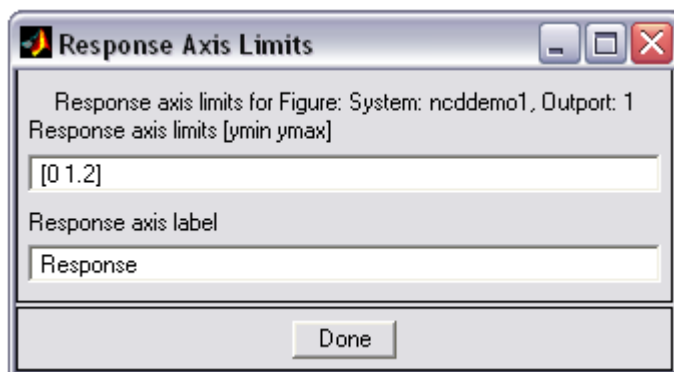 Response Axis Limits
Response axis limits for Figure: System: ncddemo1, Outport: 1
Response axis limits [ymin ymax]
[0 1.2]
Response axis label
Response
Done